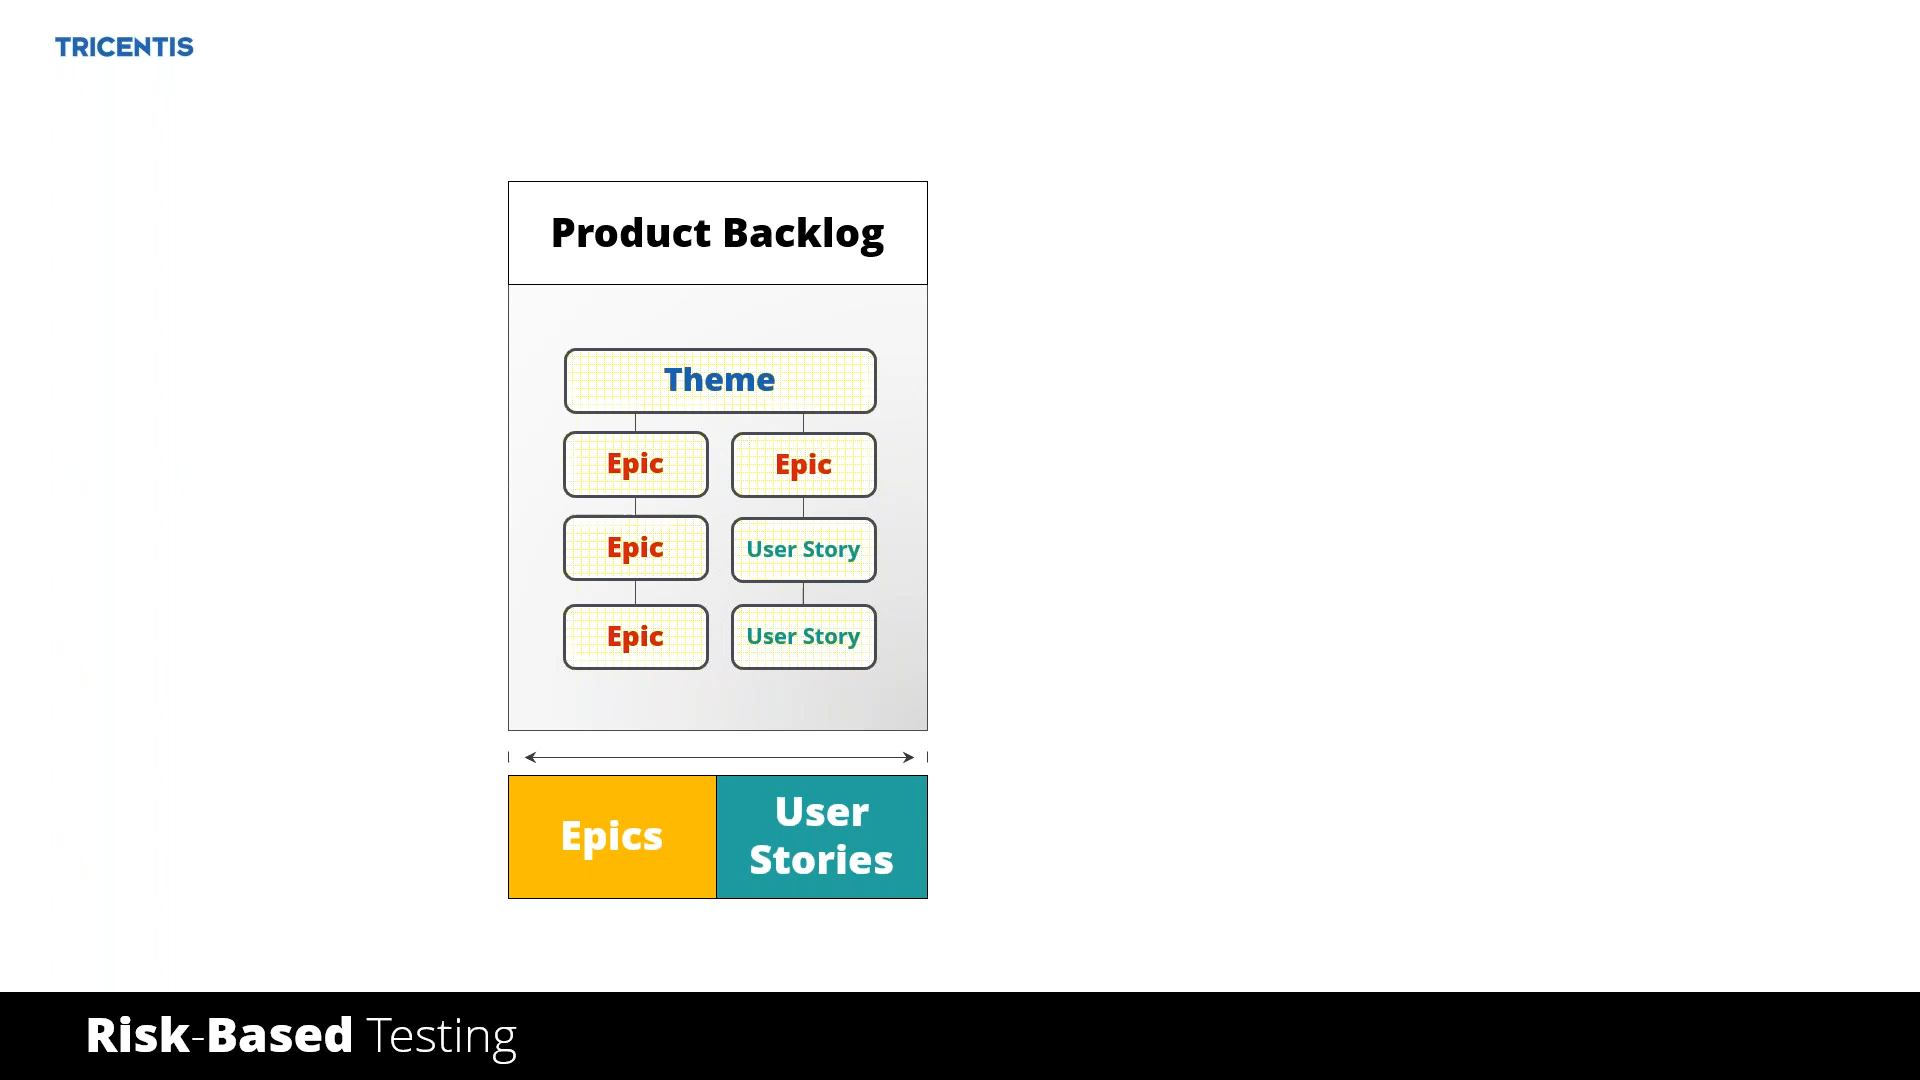 TRICENTIS
Product Backlog
Theme
Epic Epic
Epic User Story
Epic User Story
Epics
User
Stories
Risk-Based Testing